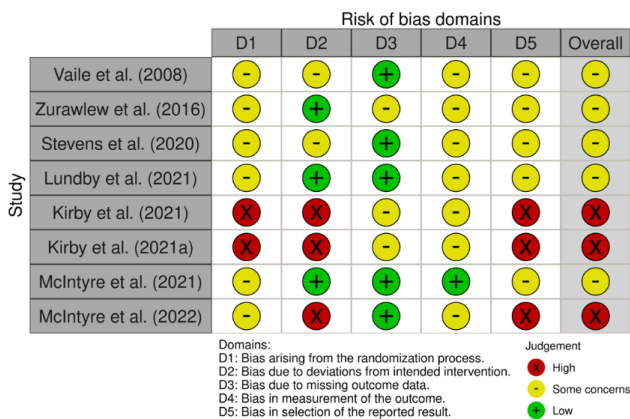 Risk of bias domains
D1 D2 D3 D4 D5 Overall
Study
Vaile et al. (2008) - - + - - -
Zurawlew et al. (2016) - + - - - -
Stevens et al. (2020) - - + - - -
Lundby et al. (2021) - + + - - -
Kirby et al. (2021) X X - - X X
Kirby et al. (2021a) X X - - X X
McIntyre et al. (2021) - + + + - -
McIntyre et al. (2022) - X + - X X
Domains:
D1: Bias arising from the randomization process.
D2: Bias due to deviations from intended intervention.
D3: Bias due to missing outcome data.
D4: Bias in measurement of the outcome.
D5: Bias in selection of the reported result.
Judgement
X High
- Some concerns
+ Low